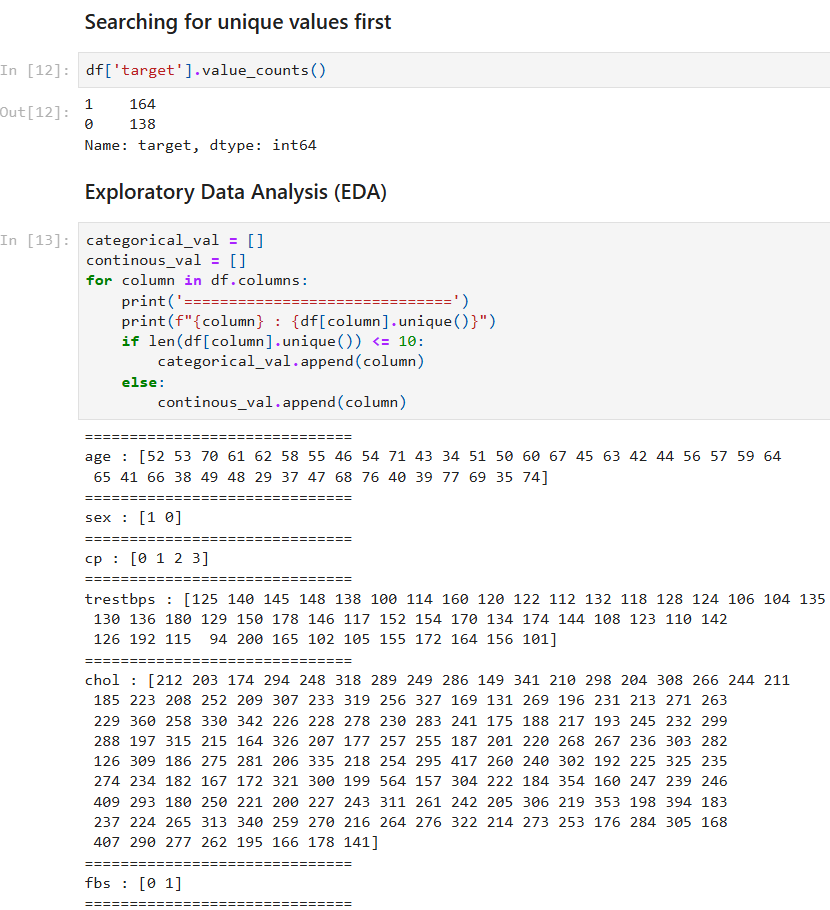 Searching for unique values first
In [12]:
df['target'].value_counts()
Out[12]:
1    164
0    138
Name: target, dtype: int64
Exploratory Data Analysis (EDA)
In [13]:
categorical_val = []
continous_val = []
for column in df.columns:
    print('==============================')
    print(f"{column} : {df[column].unique()}")
    if len(df[column].unique()) <= 10:
        categorical_val.append(column)
    else:
        continous_val.append(column)
==============================
age : [52 53 70 61 62 58 55 46 54 71 43 34 51 50 60 67 45 63 42 44 56 57 59 64
 65 41 66 38 49 48 29 37 47 68 76 40 39 77 69 35 74]
==============================
sex : [1 0]
==============================
cp : [0 1 2 3]
==============================
trestbps : [125 140 145 148 138 100 114 160 120 122 112 132 118 128 124 106 104 135
 130 136 180 129 150 178 146 117 152 154 170 134 174 144 108 123 110 142
 126 192 115  94 200 165 102 105 155 172 164 156 101]
==============================
chol : [212 203 174 294 248 318 289 249 286 149 341 210 298 204 308 266 244 211
 185 223 208 252 209 307 233 319 256 327 169 131 269 196 231 213 271 263
 229 360 258 330 342 226 228 278 230 283 241 175 188 217 193 245 232 299
 288 197 315 215 164 326 207 177 257 255 187 201 220 268 267 236 303 282
 126 309 186 275 281 206 335 218 254 295 417 260 240 302 192 225 325 235
 274 234 182 167 172 321 300 199 564 157 304 222 184 354 160 247 239 246
 409 293 180 250 221 200 227 243 311 261 242 205 306 219 353 198 394 183
 237 224 265 313 340 259 270 216 264 276 322 214 273 253 176 284 305 168
 407 290 277 262 195 166 178 141]
==============================
fbs : [0 1]
==============================